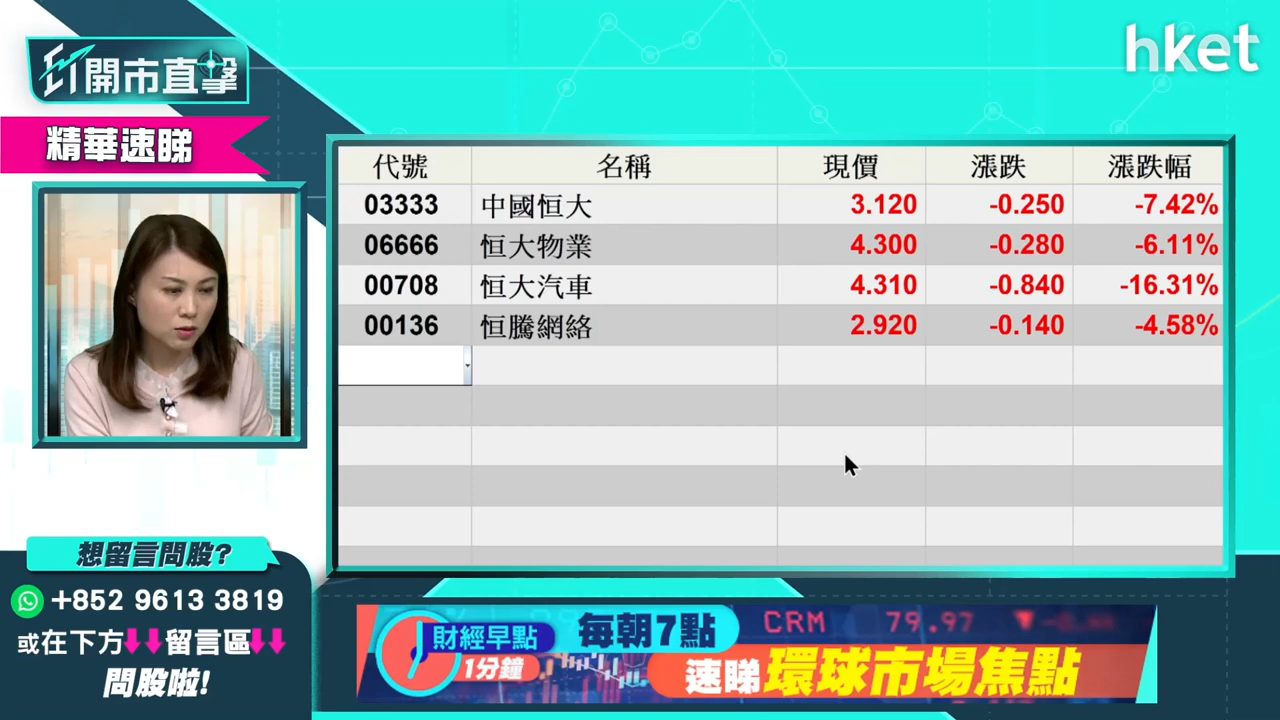 hket
ET開市直擊
精華速睇
代號 名稱 現價 漲跌 漲跌幅
03333 中國恒大 3.120 -0.250 -7.42%
06666 恒大物業 4.300 -0.280 -6.11%
00708 恒大汽車 4.310 -0.840 -16.31%
00136 恒騰網絡 2.920 -0.140 -4.58%
想留言問股?
+852 9613 3819
或在下方留言區
問股啦!
財經早點
1分鐘
每朝7點
CRM 79.97
速睇環球市場焦點